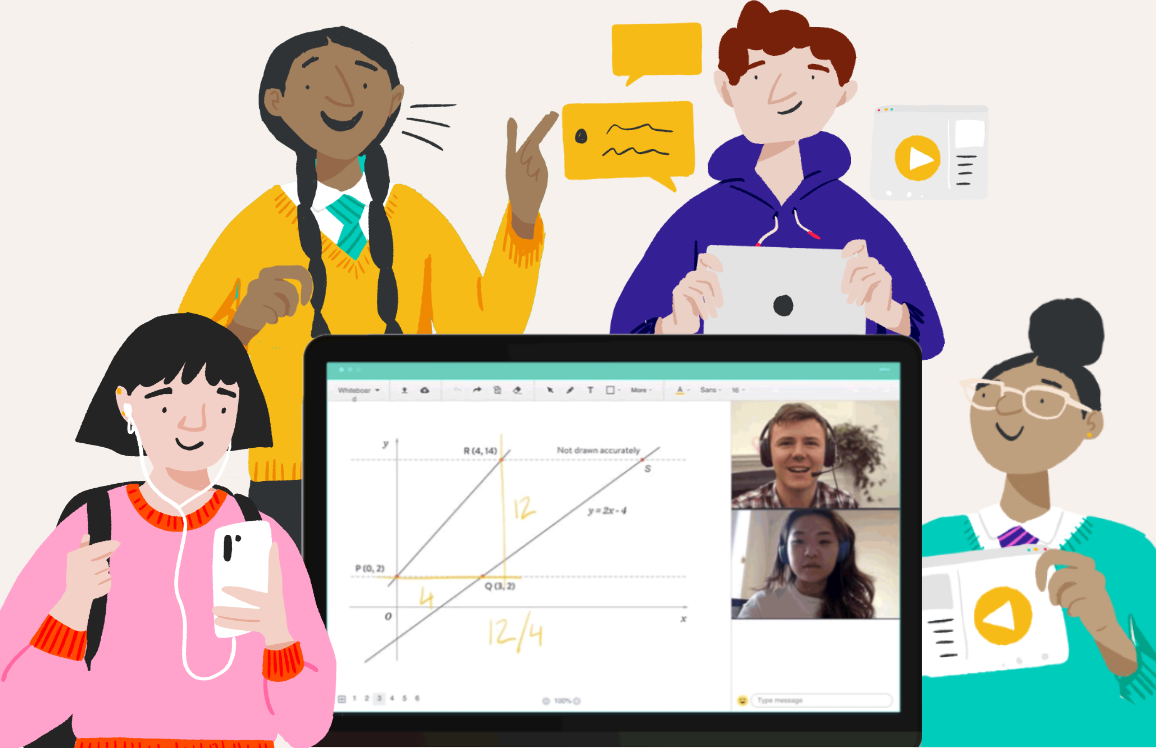 Whiteboar
d
T More Sans 16
y
R (4, 14)
Not drawn accurately
S
12
y = 2x - 4
P (0, 2)
Q (3, 2)
4
O
x
12/4
1 2 3 4 5 6
100%
Type message